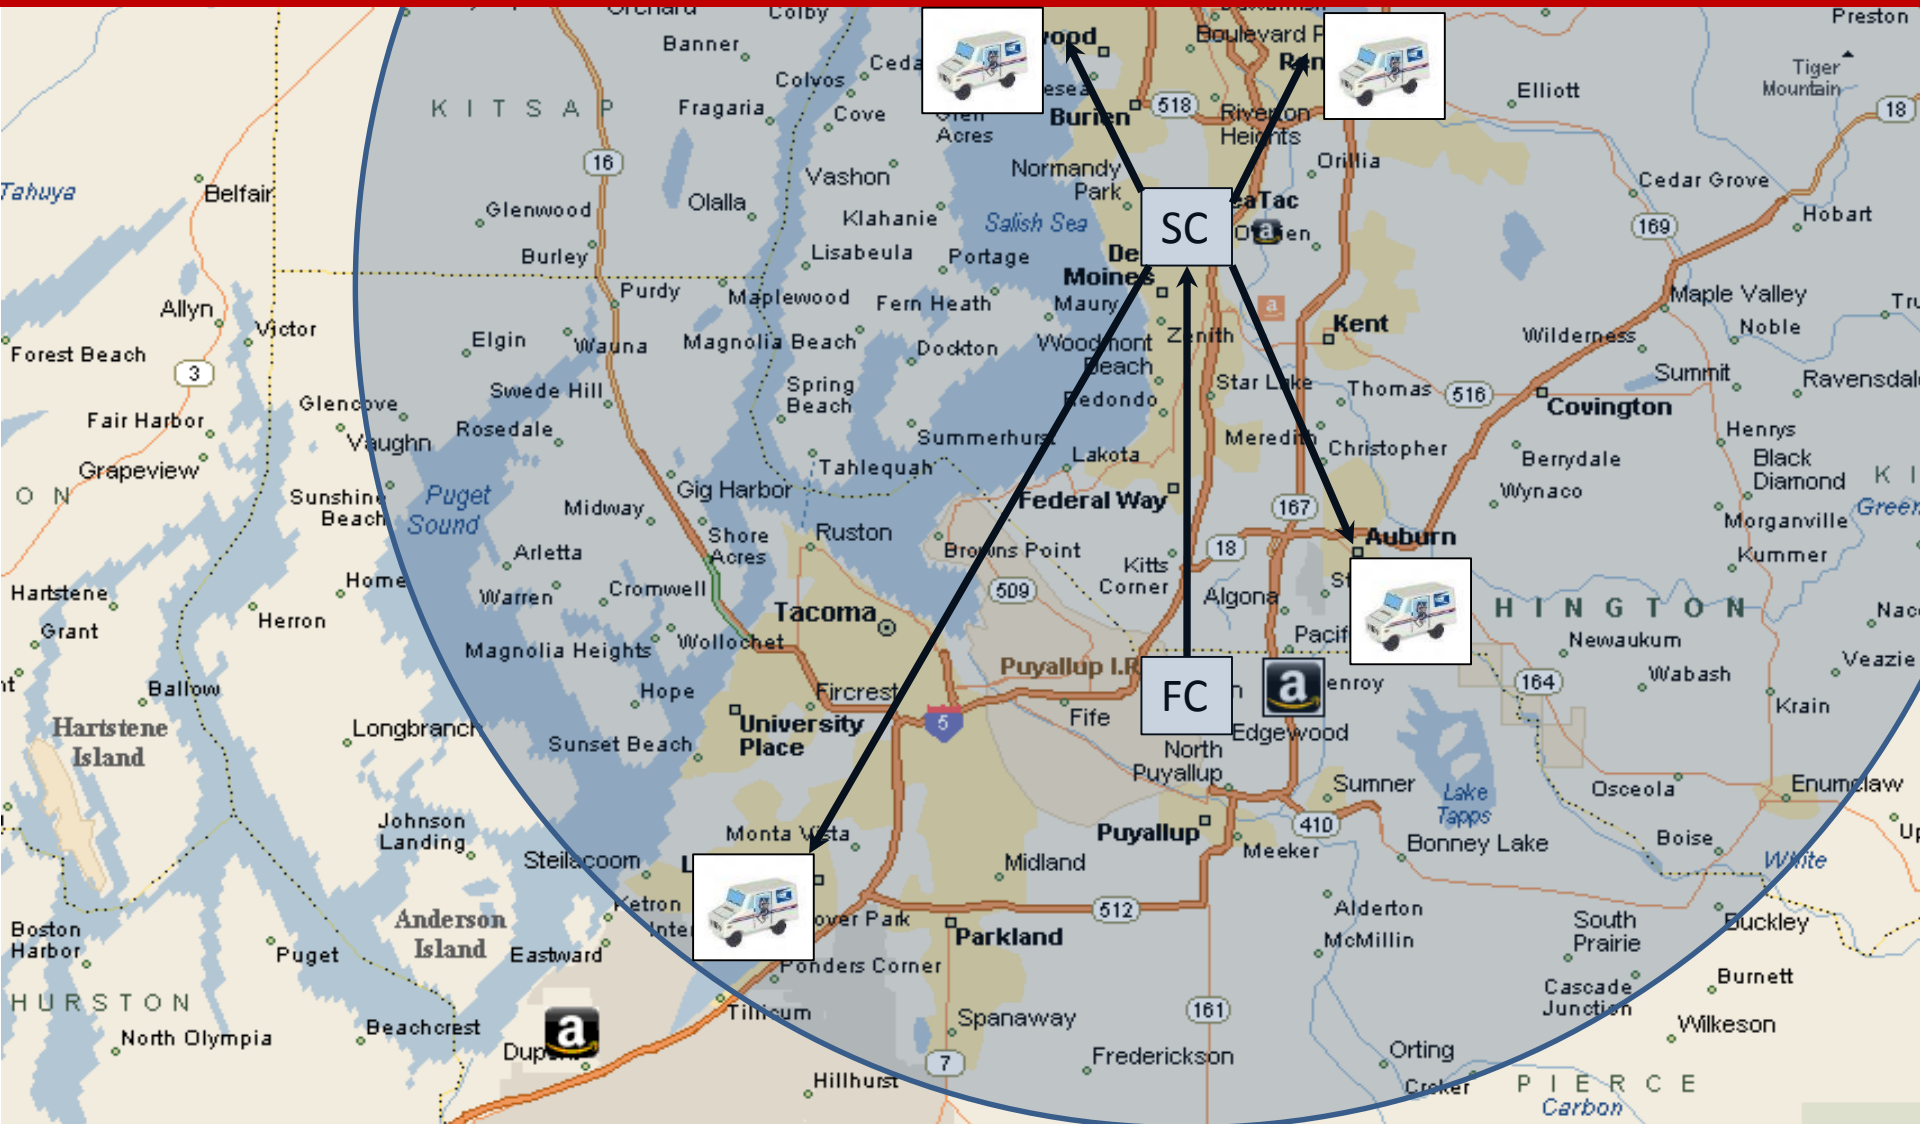 Colby
Preston
Banner
Boulevard P
Colvos
Tiger
Mountain
Elliott
Fragaria
Cove
Burien
518
Riverton
Heights
18
K I T S A P
Acres
16
Normandy
Park
Orillia
Vashon
Tahuya
Belfair
Cedar Grove
Glenwood
Olalla
Klahanie
Salish Sea
SC
eaTac
169
Hobart
Burley
Lisabeula
Portage
Des
Moines
Purdy
Maplewood
Fern Heath
Maury
a
Maple Valley
Allyn
Victor
Kent
Noble
Elgin
Wauna
Magnolia Beach
Dockton
Woodmont
Beach
Zenith
Wilderness
Forest Beach
3
Swede Hill
Spring
Beach
Star Lake
Thomas
516
Summit
Ravensdal
Glencove
Redondo
Covington
Fair Harbor
Vaughn
Rosedale
Summerhurst
Meredith
Christopher
Henrys
Grapeview
Tahlequah
Lakota
Berrydale
Black
Diamond
K I
O N
Sunshine
Beach
Puget
Sound
Midway
Gig Harbor
Federal Way
167
Wynaco
Green
Shore
Acres
Ruston
Browns Point
18
Auburn
Morganville
Arletta
Kitts
Corner
Kummer
Hartstene
Home
Warren
Cromwell
509
Algona
H I N G T O N
Grant
Herron
Tacoma
Pacif
Newaukum
Magnolia Heights
Wollochet
Puyallup I.R
FC
a
enroy
164
Wabash
Veazie
Ballow
Hope
Fircrest
5
Fife
Krain
Hartstene
Island
Longbranch
University
Place
Edgewood
Sunset Beach
North
Puyallup
Sumner
Lake
Tapps
Osceola
Enumclaw
Johnson
Landing
Monta Vista
Puyallup
410
Meeker
Bonney Lake
Boise
White
Steilacoom
Midland
Anderson
Island
Ketron
over Park
512
Alderton
South
Prairie
Buckley
Boston
Harbor
Puget
Eastward
Parkland
McMillin
Ponders Corner
Burnett
HURSTON
Cascade
Junction
North Olympia
Beachcrest
a
Tillicum
Spanaway
161
Wilkeson
7
Frederickson
Orting
Hillhurst
Crocker
P I E R C E
Carbon